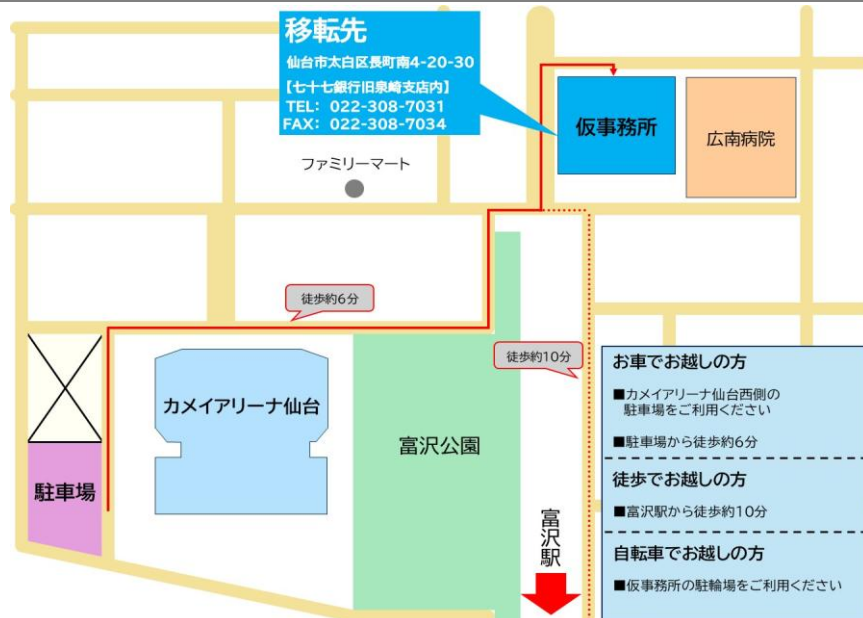 移転先
仙台市太白区長町南4-20-30
【七十七銀行旧泉崎支店内】
TEL: 022-308-7031
FAX: 022-308-7034
仮事務所
広南病院
ファミリーマート
徒歩約6分
徒歩約10分
カメイアリーナ仙台
富沢公園
駐車場
富沢駅
お車でお越しの方
■カメイアリーナ仙台西側の
駐車場をご利用ください
■駐車場から徒歩約6分
徒歩でお越しの方
■富沢駅から徒歩約10分
自転車でお越しの方
■仮事務所の駐輪場をご利用ください